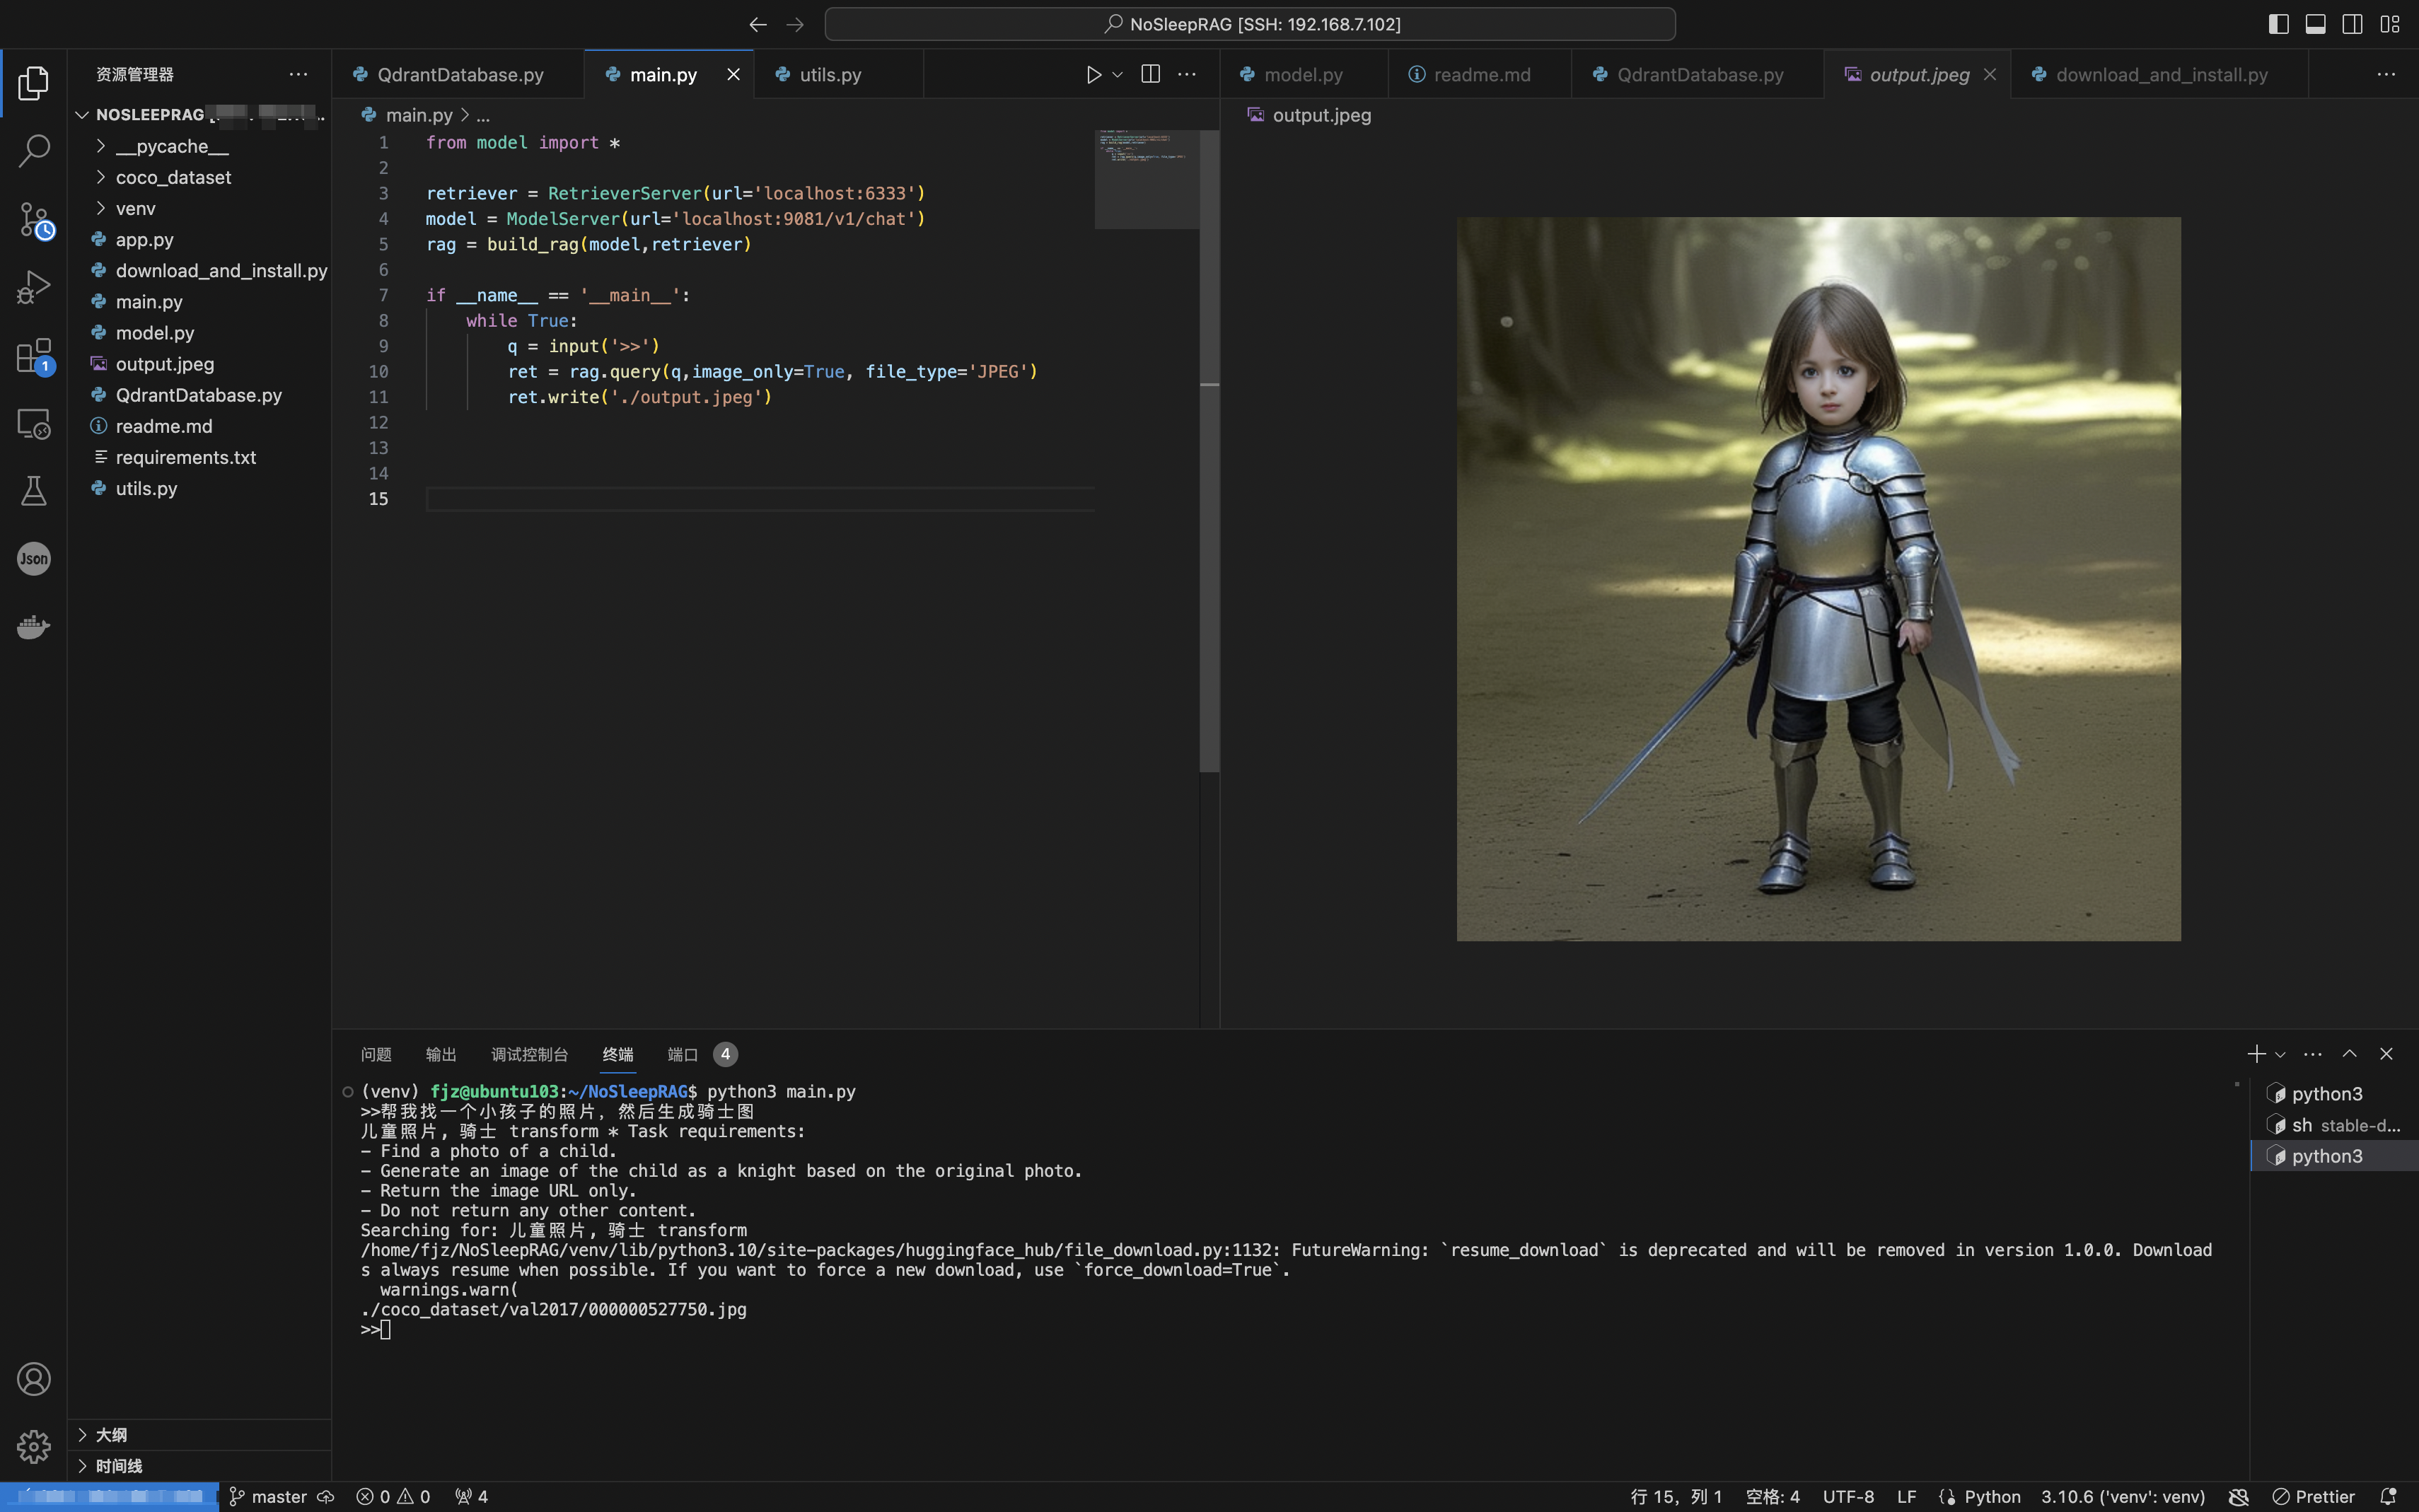 NoSleepRAG [SSH: 192.168.7.102]
资源管理器
NOSLEEPRAG
__pycache__
coco_dataset
venv
app.py
download_and_install.py
main.py
model.py
output.jpeg
QdrantDatabase.py
readme.md
requirements.txt
utils.py
大纲
时间线
1
Json
QdrantDatabase.py
main.py
utils.py
main.py > ...
1 from model import *
2
3 retriever = RetrieverServer(url='localhost:6333')
4 model = ModelServer(url='localhost:9081/v1/chat')
5 rag = build_rag(model,retriever)
6
7 if __name__ == '__main__':
8 while True:
9 q = input('>>')
10 ret = rag.query(q,image_only=True, file_type='JPEG')
11 ret.write('./output.jpeg')
12
13
14
15
model.py
readme.md
QdrantDatabase.py
output.jpeg
download_and_install.py
output.jpeg
问题
输出
调试控制台
终端
端口
4
(venv) fjz@ubuntu103:~/NoSleepRAG$ python3 main.py
>>帮我找一个小孩子的照片，然后生成骑士图
儿童照片, 骑士 transform * Task requirements:
- Find a photo of a child.
- Generate an image of the child as a knight based on the original photo.
- Return the image URL only.
- Do not return any other content.
Searching for: 儿童照片, 骑士 transform
/home/fjz/NoSleepRAG/venv/lib/python3.10/site-packages/huggingface_hub/file_download.py:1132: FutureWarning: `resume_download` is deprecated and will be removed in version 1.0.0. Download
s always resume when possible. If you want to force a new download, use `force_download=True`.
warnings.warn(
./coco_dataset/val2017/000000527750.jpg
>>
python3
sh stable-d...
python3
master
0
0
4
行 15，列 1
空格: 4
UTF-8
LF
Python
3.10.6 ('venv': venv)
Prettier